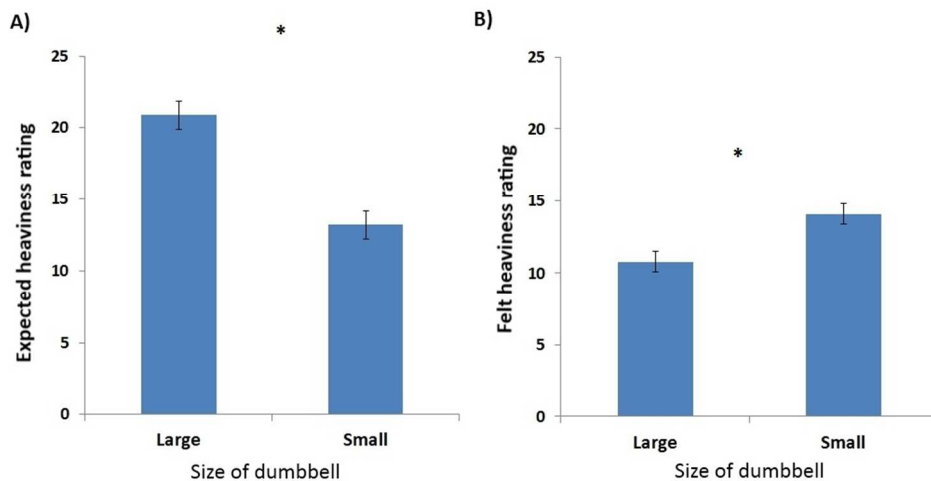 A)
*
Expected heaviness rating
25
20
15
10
5
0
Large Small
Size of dumbbell
B)
*
Felt heaviness rating
25
20
15
10
5
0
Large Small
Size of dumbbell